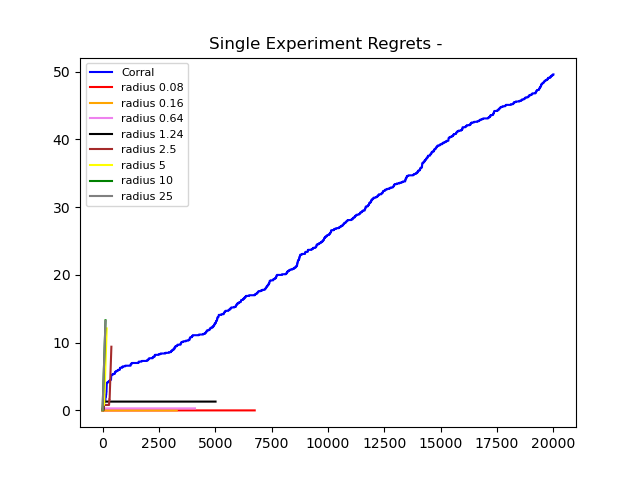 Single Experiment Regrets -
50
40
30
20
10
0
Corral
radius 0.08
radius 0.16
radius 0.64
radius 1.24
radius 2.5
radius 5
radius 10
radius 25
0 2500 5000 7500 10000 12500 15000 17500 20000